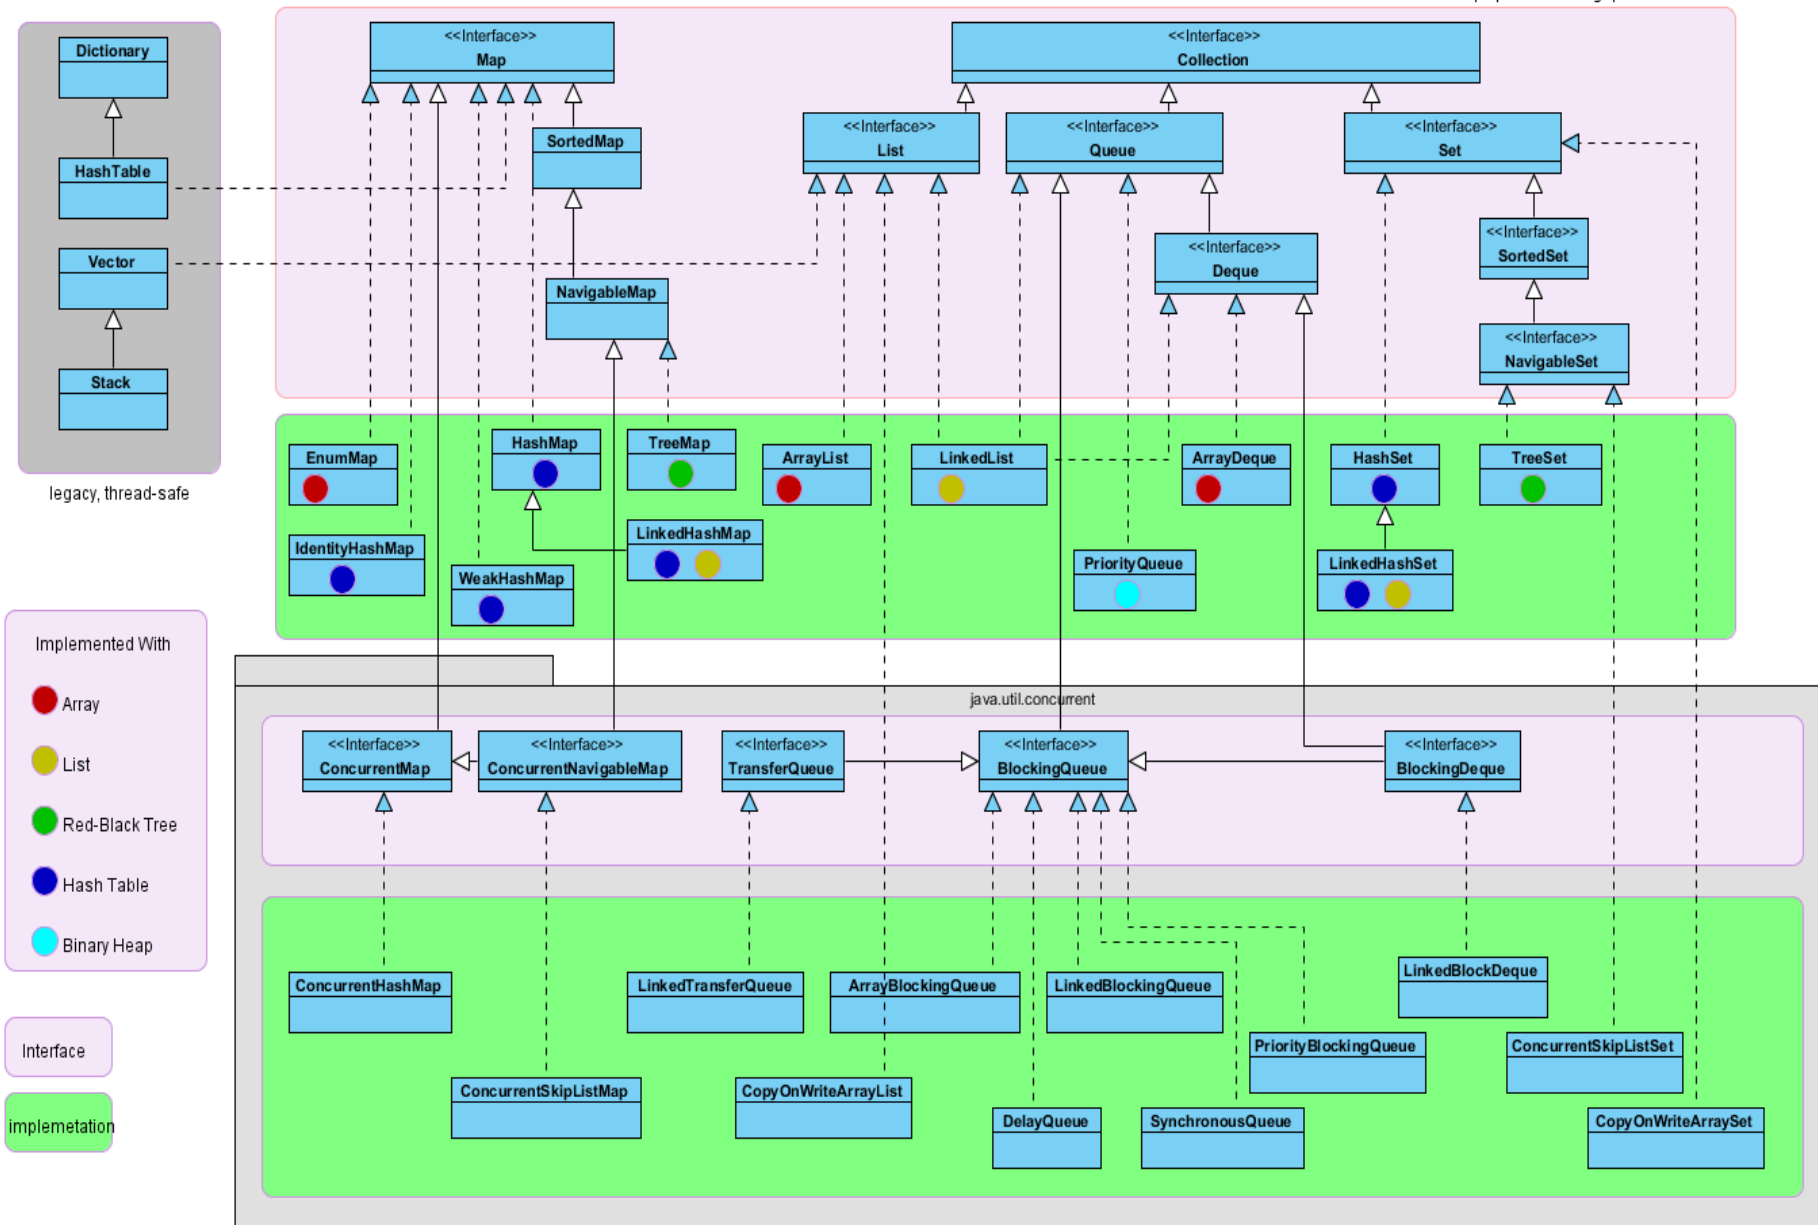 Dictionary
HashTable
Vector
Stack
legacy, thread-safe
<<Interface>>
Map
<<Interface>>
Collection
SortedMap
<<Interface>>
List
<<Interface>>
Queue
<<Interface>>
Set
<<Interface>>
Deque
<<Interface>>
SortedSet
NavigableMap
<<Interface>>
NavigableSet
EnumMap
HashMap
TreeMap
ArrayList
LinkedList
ArrayDeque
HashSet
TreeSet
IdentityHashMap
WeakHashMap
LinkedHashMap
PriorityQueue
LinkedHashSet
Implemented With
Array
List
Red-Black Tree
Hash Table
Binary Heap
Interface
implemetation
java.util.concurrent
<<Interface>>
ConcurrentMap
<<Interface>>
ConcurrentNavigableMap
<<Interface>>
TransferQueue
<<Interface>>
BlockingQueue
<<Interface>>
BlockingDeque
ConcurrentHashMap
LinkedTransferQueue
ArrayBlockingQueue
LinkedBlockingQueue
LinkedBlockDeque
PriorityBlockingQueue
ConcurrentSkipListSet
ConcurrentSkipListMap
CopyOnWriteArrayList
DelayQueue
SynchronousQueue
CopyOnWriteArraySet